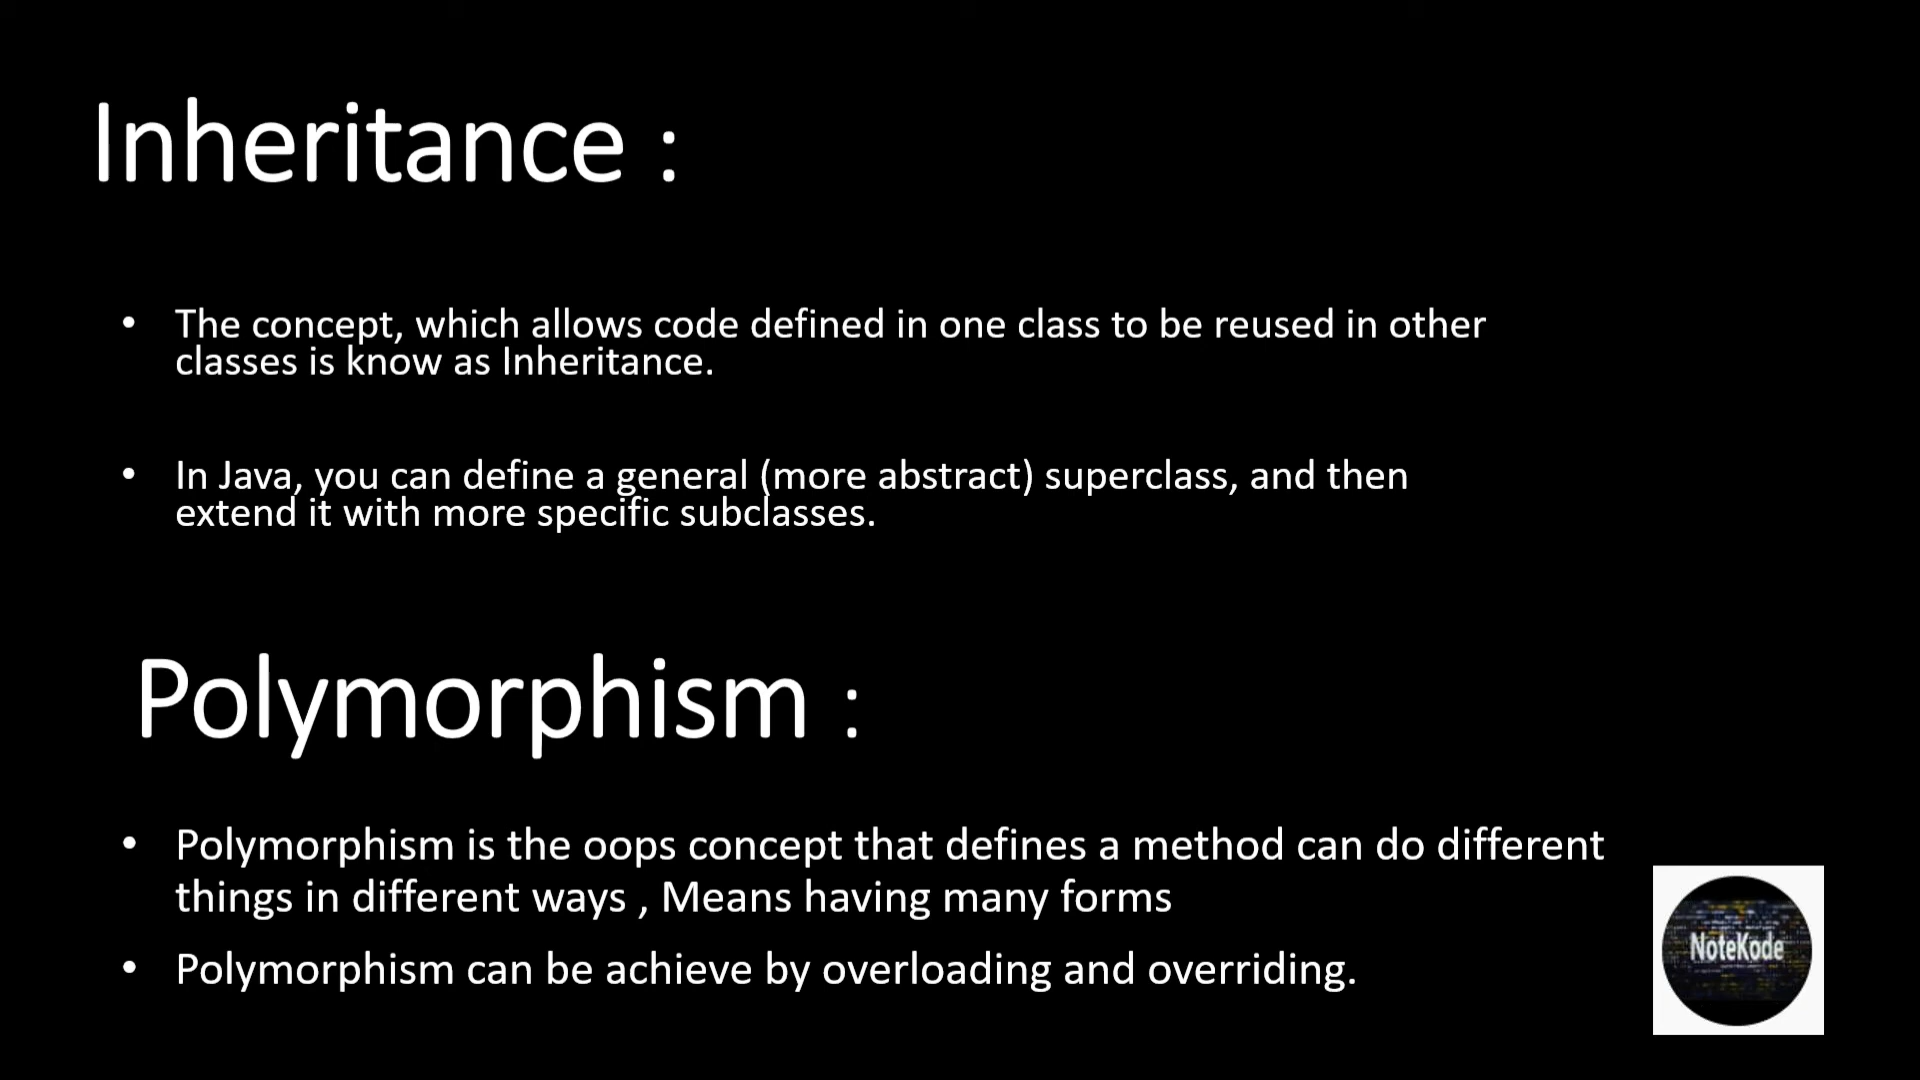 Inheritance :
• The concept, which allows code defined in one class to be reused in other
classes is know as Inheritance.
• In Java, you can define a general (more abstract) superclass, and then
extend it with more specific subclasses.
Polymorphism :
• Polymorphism is the oops concept that defines a method can do different
things in different ways , Means having many forms
• Polymorphism can be achieve by overloading and overriding.
NoteKode